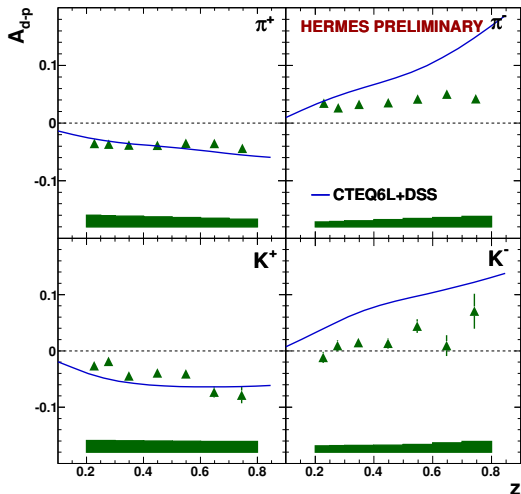 A_{d-p}
π⁺
HERMES PRELIMINARY
π⁻
0.1
0
-0.1
CTEQ6L+DSS
K⁺
K⁻
0.1
0
-0.1
0.2 0.4 0.6 0.8 0.2 0.4 0.6 0.8
z